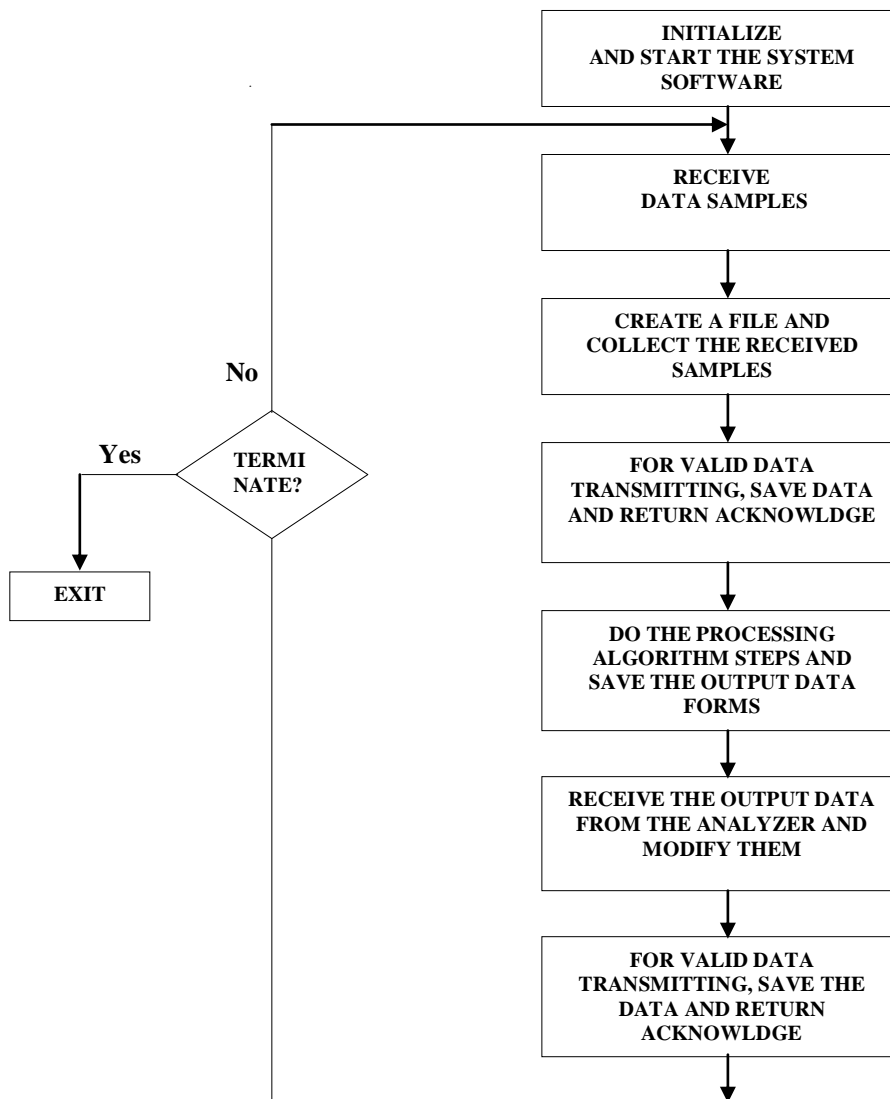 INITIALIZE
AND START THE SYSTEM
SOFTWARE
RECEIVE
DATA SAMPLES
CREATE A FILE AND
COLLECT THE RECEIVED
SAMPLES
No
Yes
TERMI
NATE?
FOR VALID DATA
TRANSMITTING, SAVE DATA
AND RETURN ACKNOWLDGE
EXIT
DO THE PROCESSING
ALGORITHM STEPS AND
SAVE THE OUTPUT DATA
FORMS
RECEIVE THE OUTPUT DATA
FROM THE ANALYZER AND
MODIFY THEM
FOR VALID DATA
TRANSMITTING, SAVE THE
DATA AND RETURN
ACKNOWLDGE